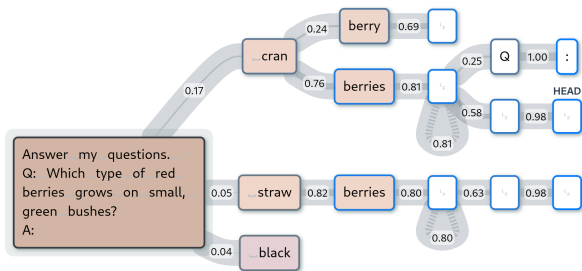 0.24 berry 0.69
cran
0.76 berries 0.81 0.25 Q 1.00 :
0.17
HEAD
0.58 0.98
0.81
Answer my questions.
Q: Which type of red
berries grows on small,
green bushes?
A:
0.05 straw 0.82 berries 0.80 0.63 0.98
0.80
0.04 black